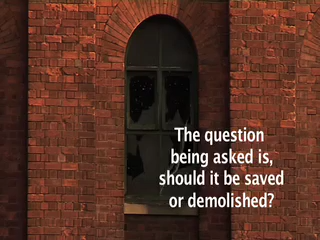 The question
being asked is,
should it be saved
or demolished?